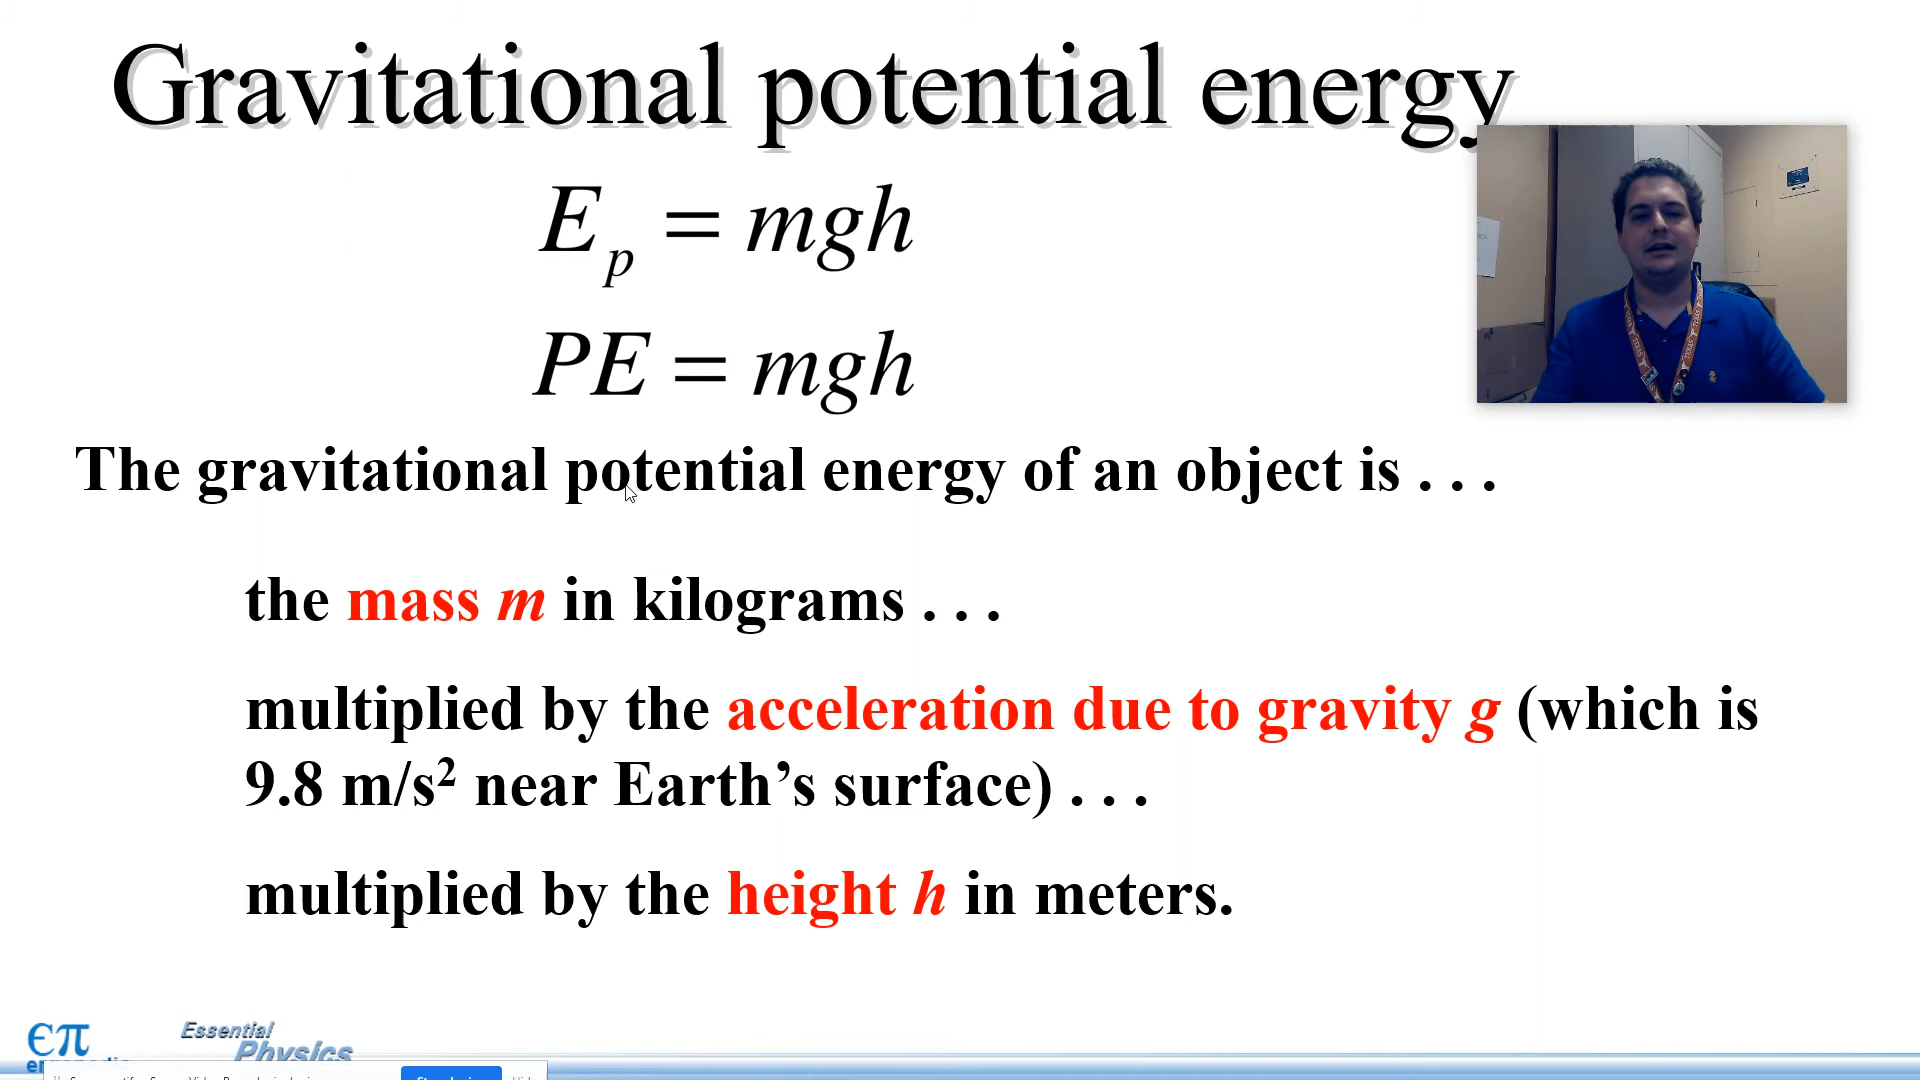 Gravitational potential energy
E_p = mgh
PE = mgh
The gravitational potential energy of an object is . . .
the mass m in kilograms . . .
multiplied by the acceleration due to gravity g (which is
9.8 m/s² near Earth’s surface) . . .
multiplied by the height h in meters.
επ
Essential
Physics